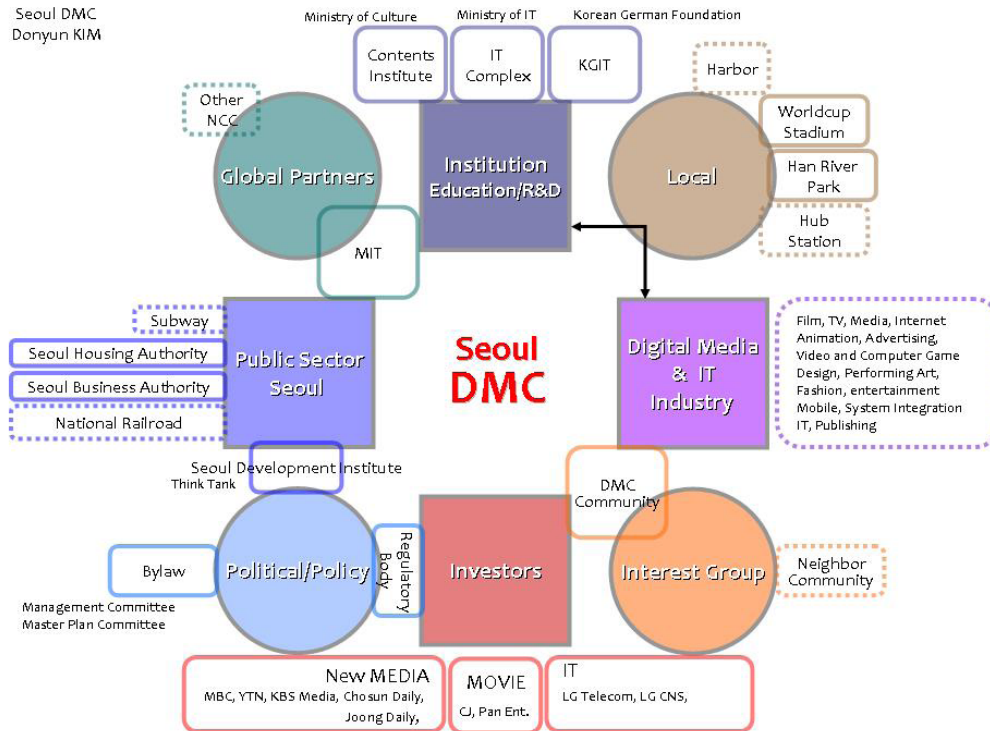 Seoul DMC
Donyun KIM
Ministry of Culture
Ministry of IT
Korean German Foundation
Contents
Institute
IT
Complex
KGIT
Harbor
Other
NCC
Worldcup
Stadium
Global Partners
Institution
Education/R&D
Local
Han River
Park
Hub
Station
MIT
Subway
Seoul Housing Authority
Seoul Business Authority
National Railroad
Public Sector
Seoul
Seoul
DMC
Digital Media
& IT
Industry
Film, TV, Media, Internet
Animation, Advertising,
Video and Computer Game
Design, Performing Art,
Fashion, entertainment
Mobile, System Integration
IT, Publishing
Seoul Development Institute
Think Tank
DMC
Community
Bylaw
Political/Policy
Regulatory
Body
Investors
Interest Group
Neighbor
Community
Management Committee
Master Plan Committee
New MEDIA
MBC, YTN, KBS Media, Chosun Daily,
Joong Daily,
MOVIE
CJ, Pan Ent.
IT
LG Telecom, LG CNS,